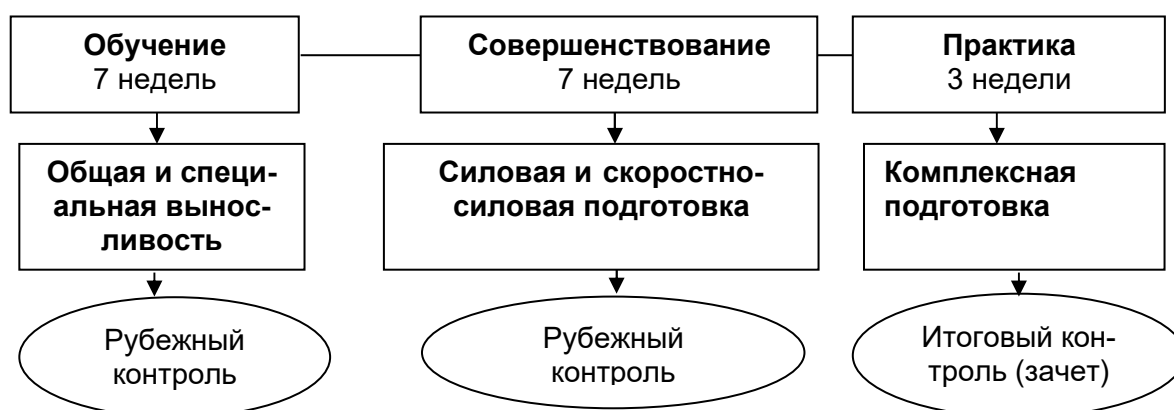 Обучение
7 недель
Совершенствование
7 недель
Практика
3 недели
Общая и специ-
альная вынос-
ливость
Силовая и скоростно-
силовая подготовка
Комплексная
подготовка
Рубежный
контроль
Рубежный
контроль
Итоговый кон-
троль (зачет)